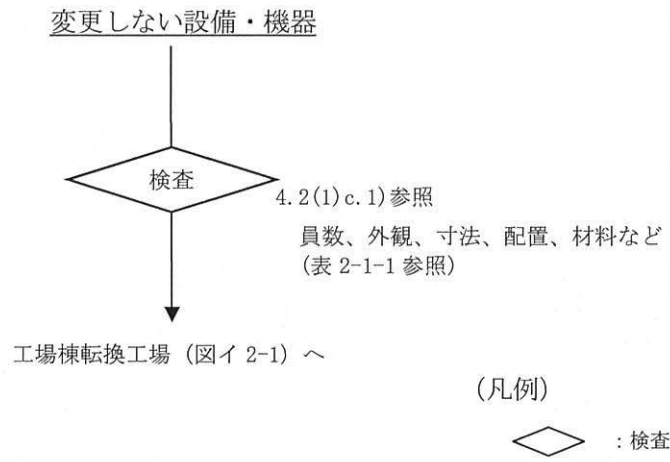 変更しない設備・機器
検査
4.2(1)c.1)参照
員数、外観、寸法、配置、材料など
(表 2-1-1 参照)
工場棟転換工場（図イ 2-1）へ
(凡例)
：検査